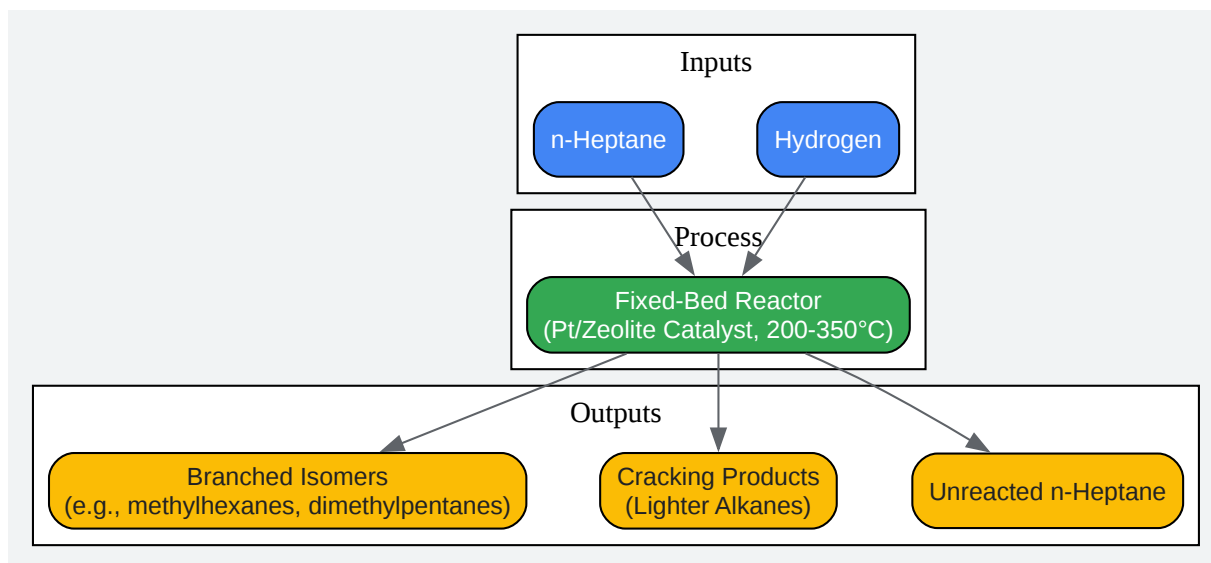 Inputs
n-Heptane
Hydrogen
Process
Fixed-Bed Reactor
(Pt/Zeolite Catalyst, 200-350°C)
Outputs
Branched Isomers
(e.g., methylhexanes, dimethylpentanes)
Cracking Products
(Lighter Alkanes)
Unreacted n-Heptane